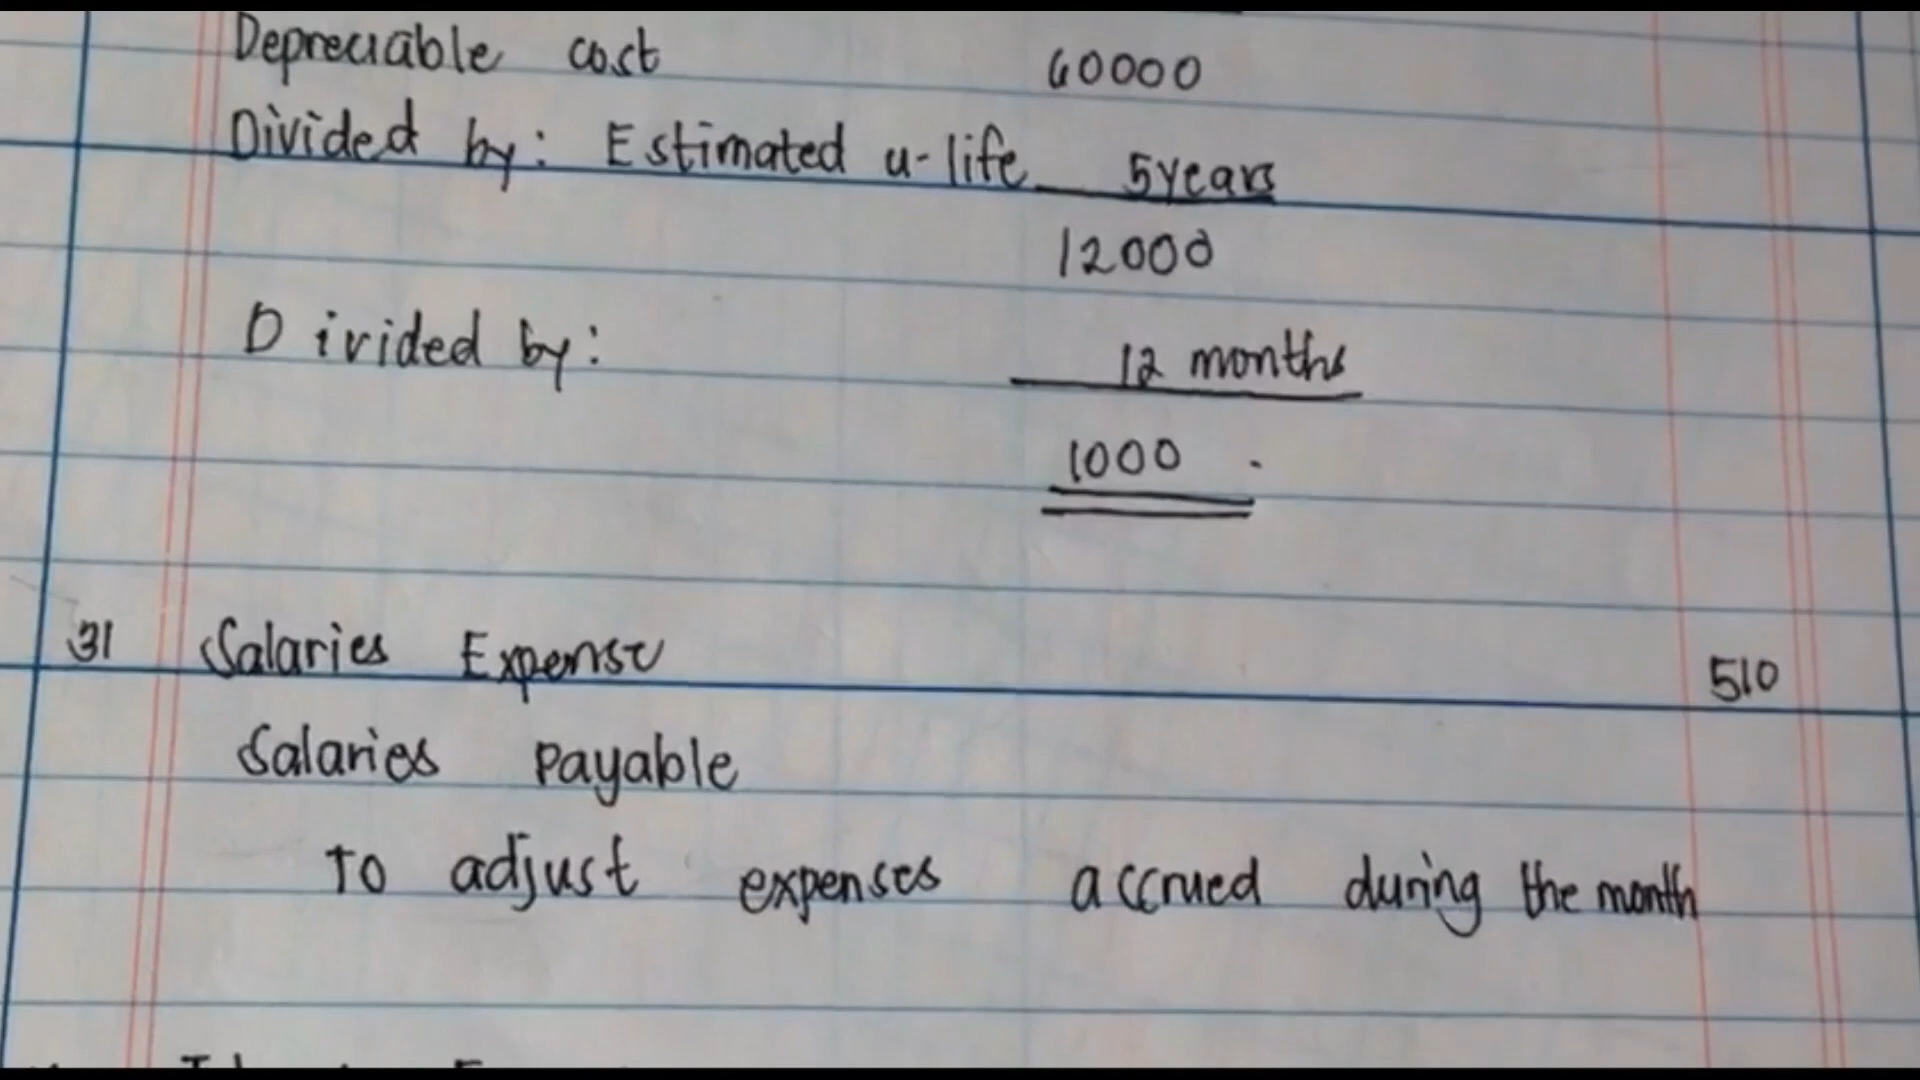 Depreciable cost 60000
Divided by: Estimated u-life 5years
12000
Divided by: 12 months
1000
31 Salaries Expense 510
Salaries payable
To adjust expenses accrued during the month